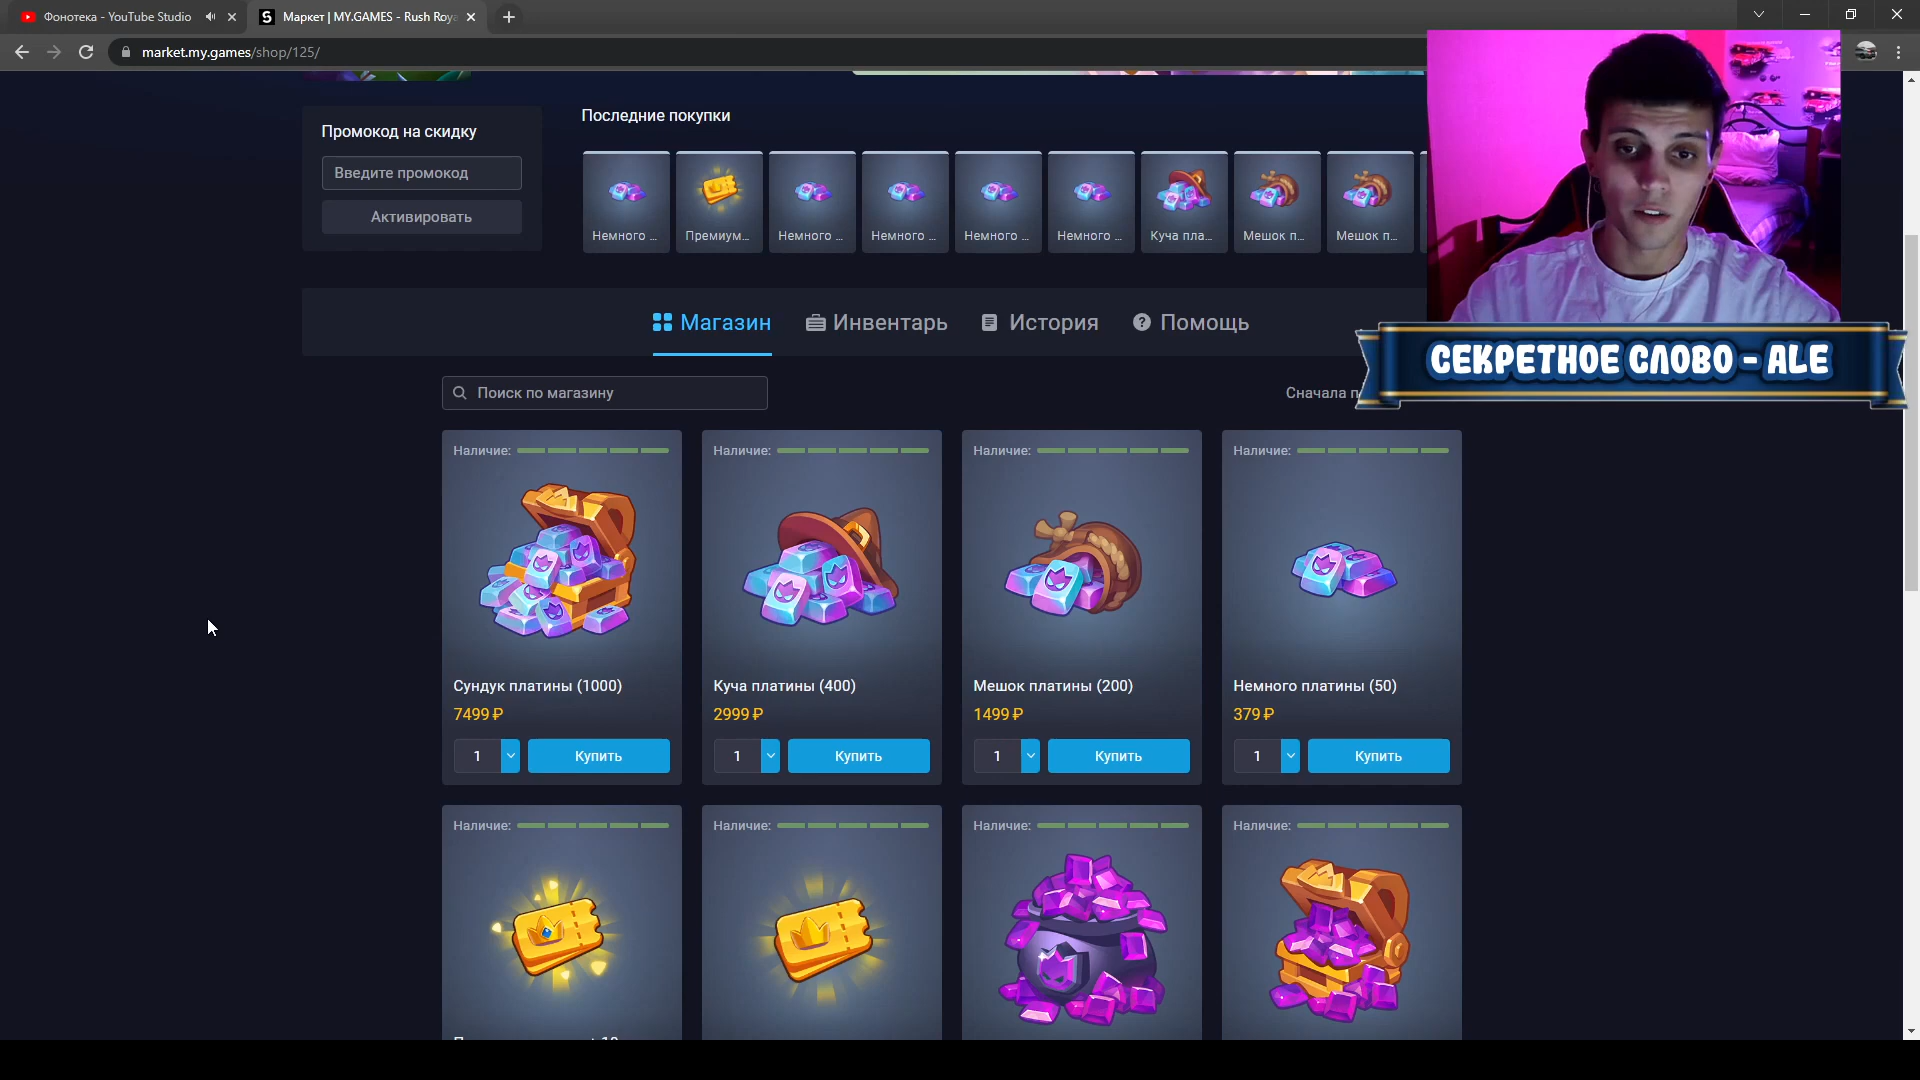 Фонотека - YouTube Studio
Маркет | MY.GAMES - Rush Roya
market.my.games/shop/125/
Промокод на скидку
Введите промокод
Активировать
Последние покупки
Немного ...
Премиум...
Немного ...
Немного ...
Немного ...
Немного ...
Куча пла...
Мешок п...
Мешок п...
Магазин
Инвентарь
История
Помощь
СЕКРЕТНОЕ СЛОВО - ALE
Поиск по магазину
Сначала п
Наличие:
Наличие:
Наличие:
Наличие:
Сундук платины (1000)
Куча платины (400)
Мешок платины (200)
Немного платины (50)
7499 ₽
2999 ₽
1499 ₽
379 ₽
1
Купить
1
Купить
1
Купить
1
Купить
Наличие:
Наличие:
Наличие:
Наличие: